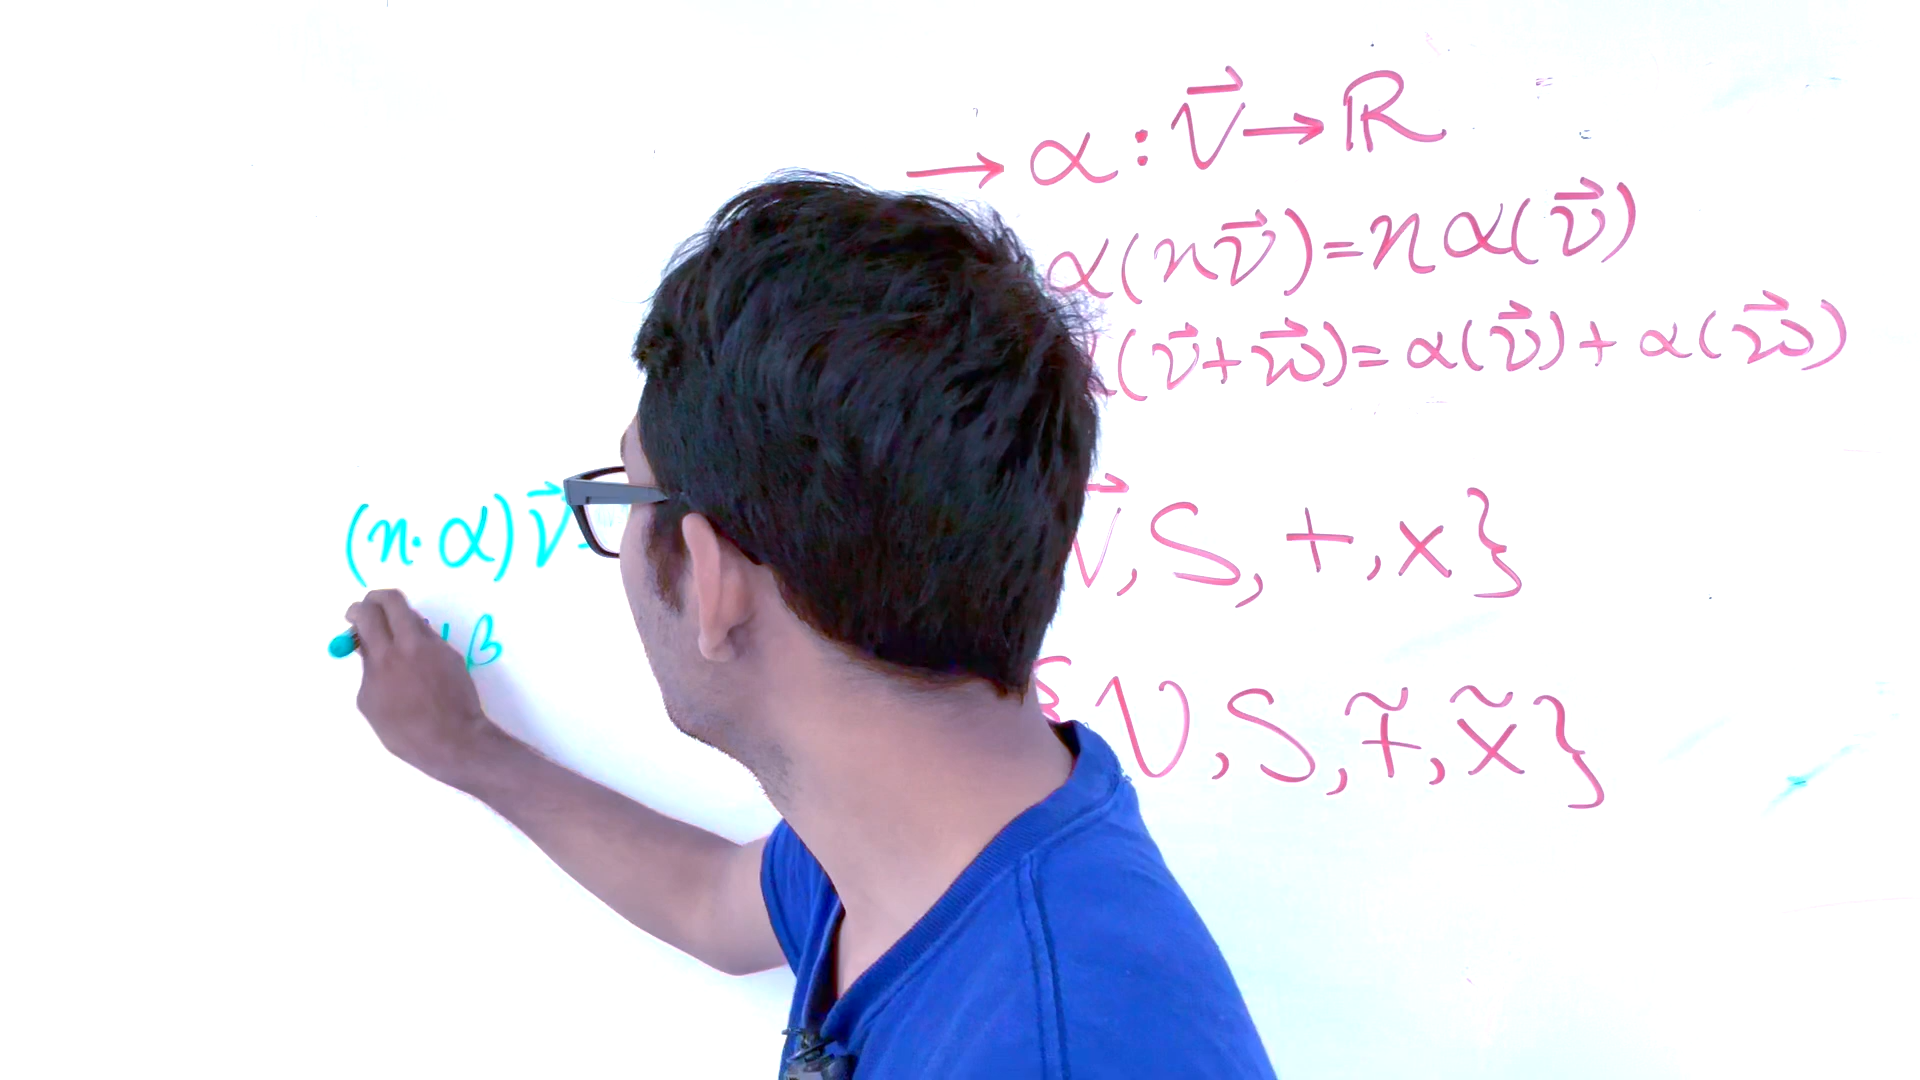 → α : V⃗ → ℝ
α(nv⃗) = nα(v⃗)
(v⃗+w⃗) = α(v⃗) + α(w⃗)
(n·α)v⃗
V⃗, S, +, x}
β
{V, S, +̃, x̃}